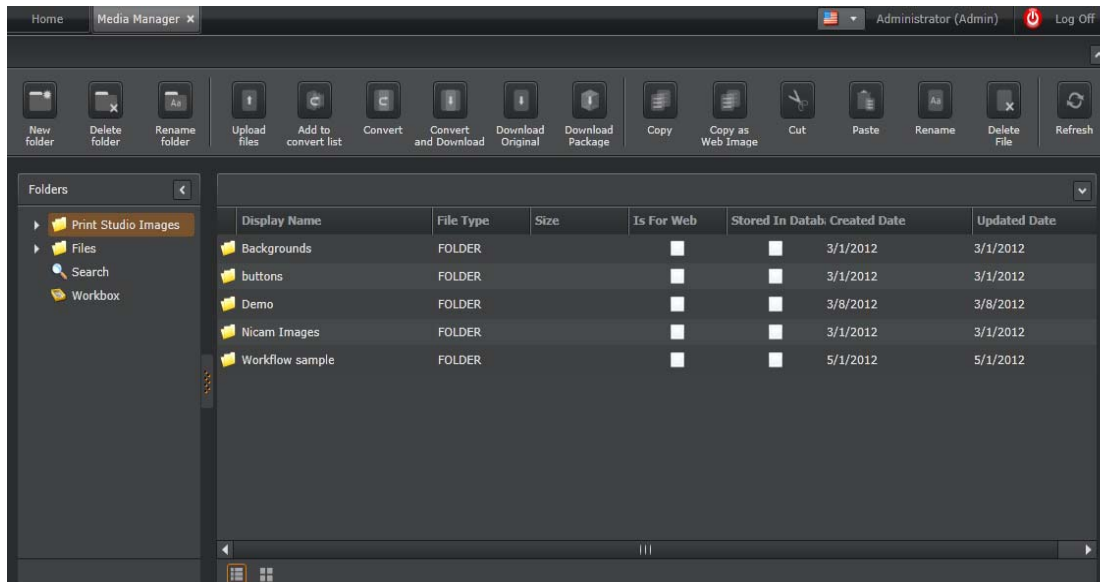 Home Media Manager Administrator (Admin) Log Off
New folder Delete folder Rename folder Upload files Add to convert list Convert Convert and Download Download Original Download Package Copy Copy as Web Image Cut Paste Rename Delete File Refresh
Folders
Print Studio Images
Files
Search
Workbox
Display Name File Type Size Is For Web Stored In Datab Created Date Updated Date
Backgrounds FOLDER 3/1/2012 3/1/2012
buttons FOLDER 3/1/2012 3/1/2012
Demo FOLDER 3/8/2012 3/8/2012
Nicam Images FOLDER 3/1/2012 3/1/2012
Workflow sample FOLDER 5/1/2012 5/1/2012